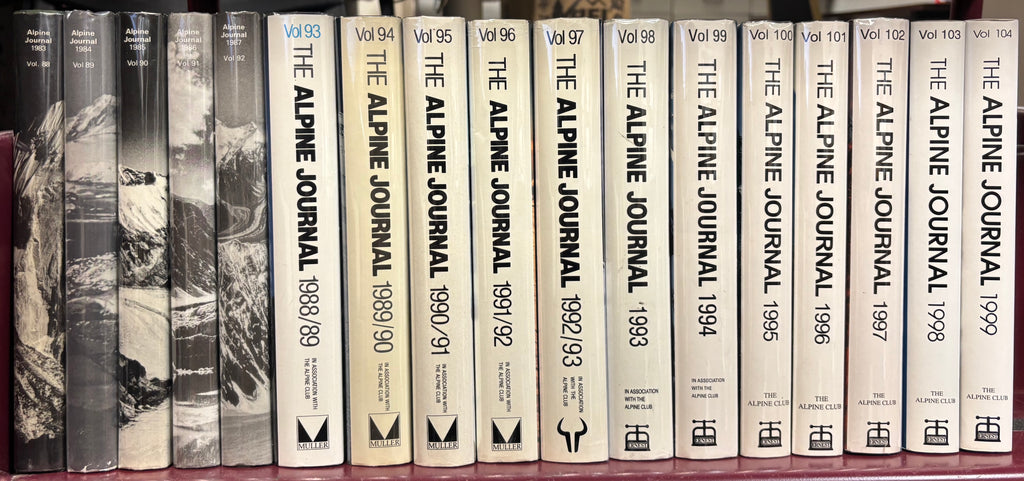 Alpine
Journal
1983
Vol. 88
Alpine
Journal
1984
Vol 89
Alpine
Journal
1985
Vol 90
Alpine
Journal
1986
Vol 91
Alpine
Journal
1987
Vol 92
Vol 93
THE ALPINE JOURNAL 1988/89
IN ASSOCIATION WITH
THE ALPINE CLUB
MULLER
Vol 94
THE ALPINE JOURNAL 1989/90
IN ASSOCIATION WITH
THE ALPINE CLUB
MULLER
Vol 95
THE ALPINE JOURNAL 1990/91
IN ASSOCIATION WITH
THE ALPINE CLUB
MULLER
Vol 96
THE ALPINE JOURNAL 1991/92
IN ASSOCIATION WITH
THE ALPINE CLUB
MULLER
Vol 97
THE ALPINE JOURNAL 1992/93
IN ASSOCIATION
WITH THE
ALPINE CLUB
Vol 98
THE ALPINE JOURNAL 1993
IN ASSOCIATION
WITH THE
ALPINE CLUB
ERNEST
Vol 99
THE ALPINE JOURNAL 1994
IN ASSOCIATION
WITH THE
ALPINE CLUB
ERNEST
Vol 100
THE ALPINE JOURNAL 1995
THE
ALPINE CLUB
ERNEST
Vol 101
THE ALPINE JOURNAL 1996
THE
ALPINE CLUB
ERNEST
Vol 102
THE ALPINE JOURNAL 1997
THE
ALPINE CLUB
ERNEST
Vol 103
THE ALPINE JOURNAL 1998
THE
ALPINE CLUB
ERNEST
Vol 104
THE ALPINE JOURNAL 1999
THE
ALPINE CLUB
ERNEST